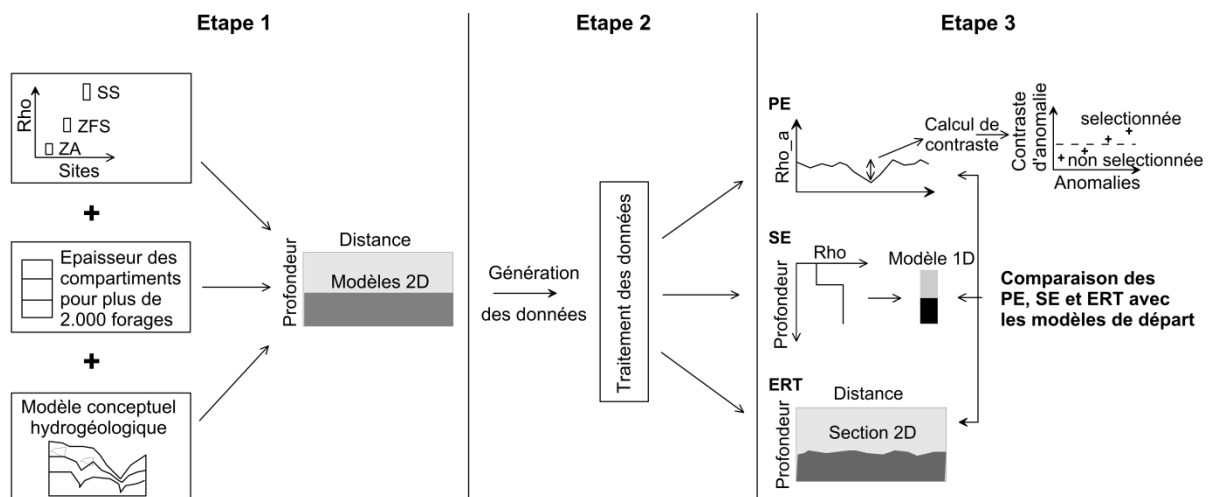 Etape 1
Rho
SS
ZFS
ZA
Sites
+
Epaisseur des
compartiments
pour plus de
2.000 forages
+
Modèle conceptuel
hydrogéologique
Distance
Profondeur
Modèles 2D
Etape 2
Génération
des données
Traitement des données
Etape 3
PE
Rho_a
Calcul de
contraste
Contraste
d'anomalie
selectionnée
non selectionnée
Anomalies
SE
Rho
Profondeur
Modèle 1D
Comparaison des
PE, SE et ERT avec
les modèles de départ
ERT
Distance
Profondeur
Section 2D